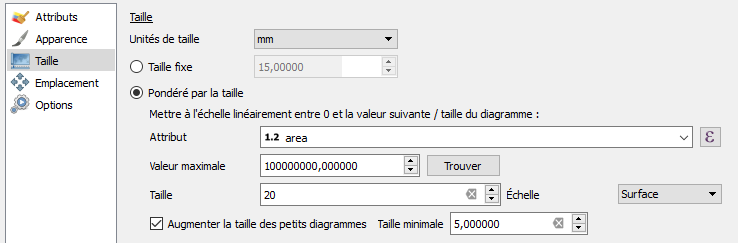 Attributs
Apparence
Taille
Emplacement
Options
Taille
Unités de taille mm
Taille fixe 15,00000
Pondéré par la taille
Mettre à l'échelle linéairement entre 0 et la valeur suivante / taille du diagramme :
Attribut 1.2 area ε
Valeur maximale 100000000,000000 Trouver
Taille 20 Échelle Surface
Augmenter la taille des petits diagrammes Taille minimale 5,000000